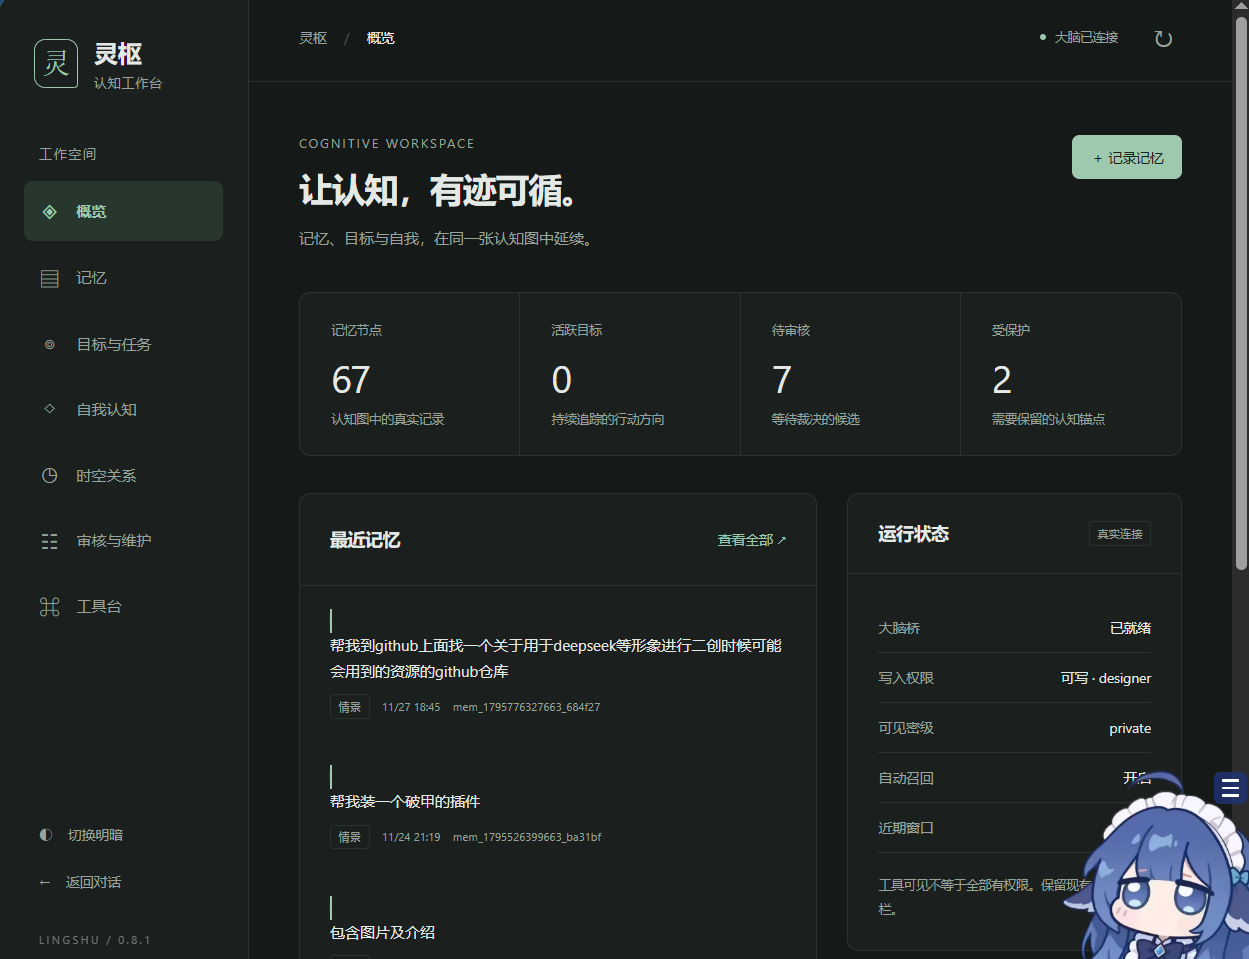 灵
灵枢
认知工作台
工作空间
概览
记忆
目标与任务
自我认知
时空关系
审核与维护
工具台
切换明暗
← 返回对话
LINGSHU / 0.8.1
灵枢 / 概览
大脑已连接
COGNITIVE WORKSPACE
让认知，有迹可循。
记忆、目标与自我，在同一张认知图中延续。
+ 记录记忆
记忆节点
67
认知图中的真实记录
活跃目标
0
持续追踪的行动方向
待审核
7
等待裁决的候选
受保护
2
需要保留的认知锚点
最近记忆
查看全部 ↗
帮我到github上面找一个关于用于deepseek等形象进行二创时候可能
会用到的资源的github仓库
情景 11/27 18:45 mem_1795776327663_684f27
帮我装一个破甲的插件
情景 11/24 21:19 mem_1795526399663_ba31bf
包含图片及介绍
运行状态
真实连接
大脑桥 已就绪
写入权限 可写 · designer
可见密级 private
自动召回 开启
近期窗口
工具可见不等于全部有权限。保留现有
栏。